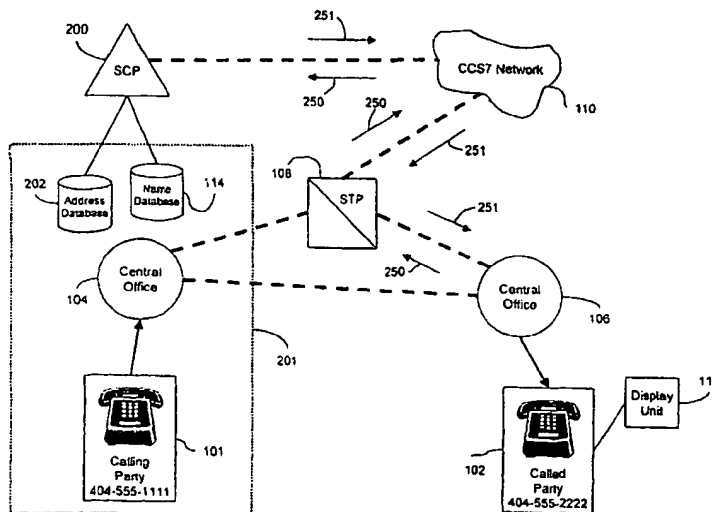 251
200
SCP
CCS7 Network
250
250
110
251
108
202
Address
Database
Name
Database
114
STP
251
104
Central
Office
250
Central
Office
106
201
11
Display
Unit
101
Calling
Party
404-555-1111
102
Called
Party
404-555-2222